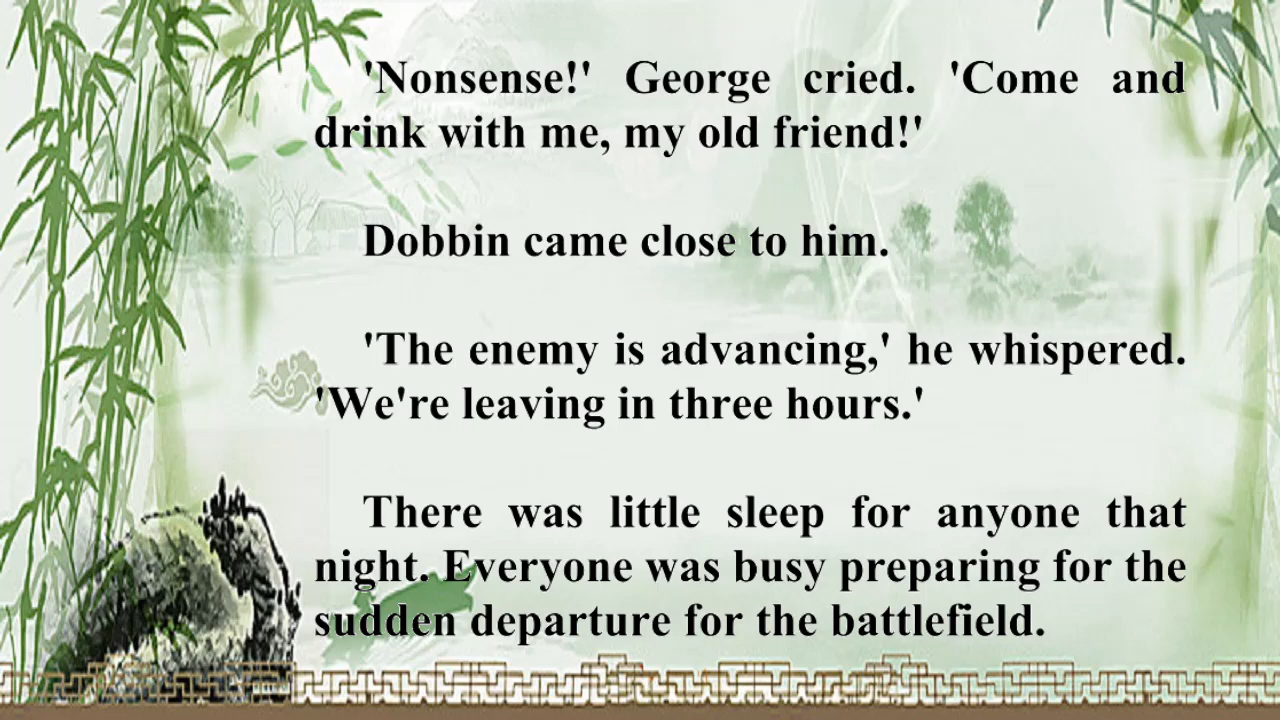 'Nonsense!' George cried. 'Come and
drink with me, my old friend!'
Dobbin came close to him.
'The enemy is advancing,' he whispered.
'We're leaving in three hours.'
There was little sleep for anyone that
night. Everyone was busy preparing for the
sudden departure for the battlefield.